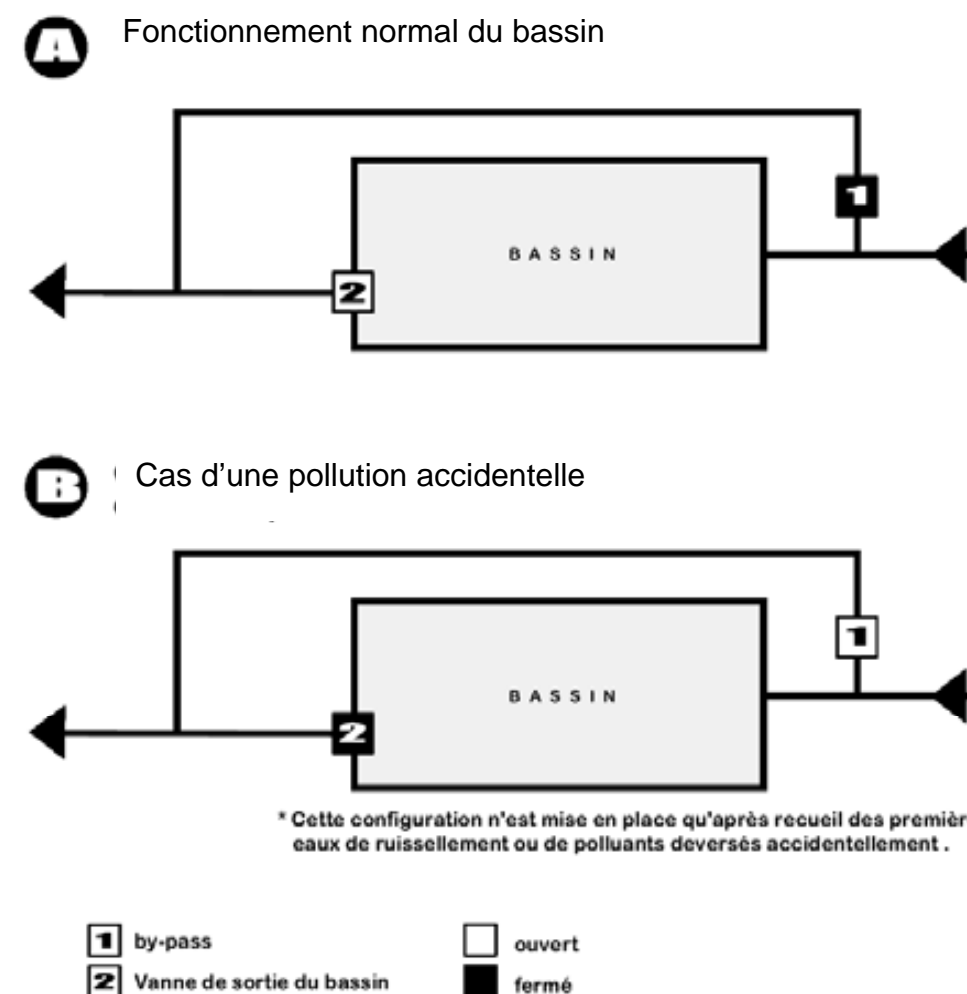 A Fonctionnement normal du bassin
1
BASSIN
2
B Cas d'une pollution accidentelle
1
BASSIN
2
* Cette configuration n'est mise en place qu'après recueil des premièr
eaux de ruissellement ou de polluants deversés accidentellement .
1 by-pass ouvert
2 Vanne de sortie du bassin fermé